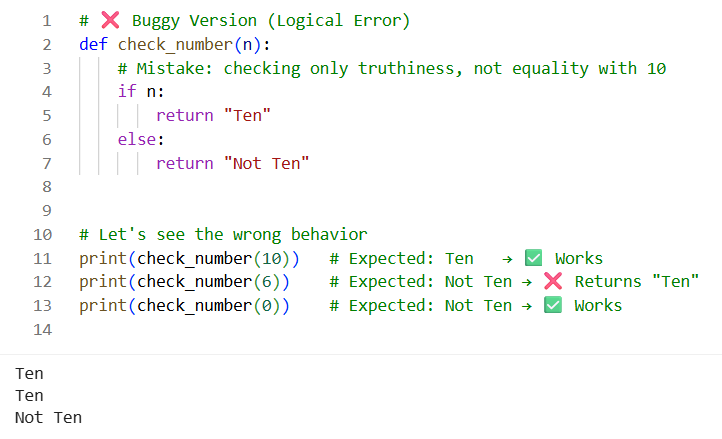 1 # ❌ Buggy Version (Logical Error)
2 def check_number(n):
3     # Mistake: checking only truthiness, not equality with 10
4     if n:
5         return "Ten"
6     else:
7         return "Not Ten"
8
9
10 # Let's see the wrong behavior
11 print(check_number(10))   # Expected: Ten   → ✅ Works
12 print(check_number(6))    # Expected: Not Ten → ❌ Returns "Ten"
13 print(check_number(0))    # Expected: Not Ten → ✅ Works
14
Ten
Ten
Not Ten